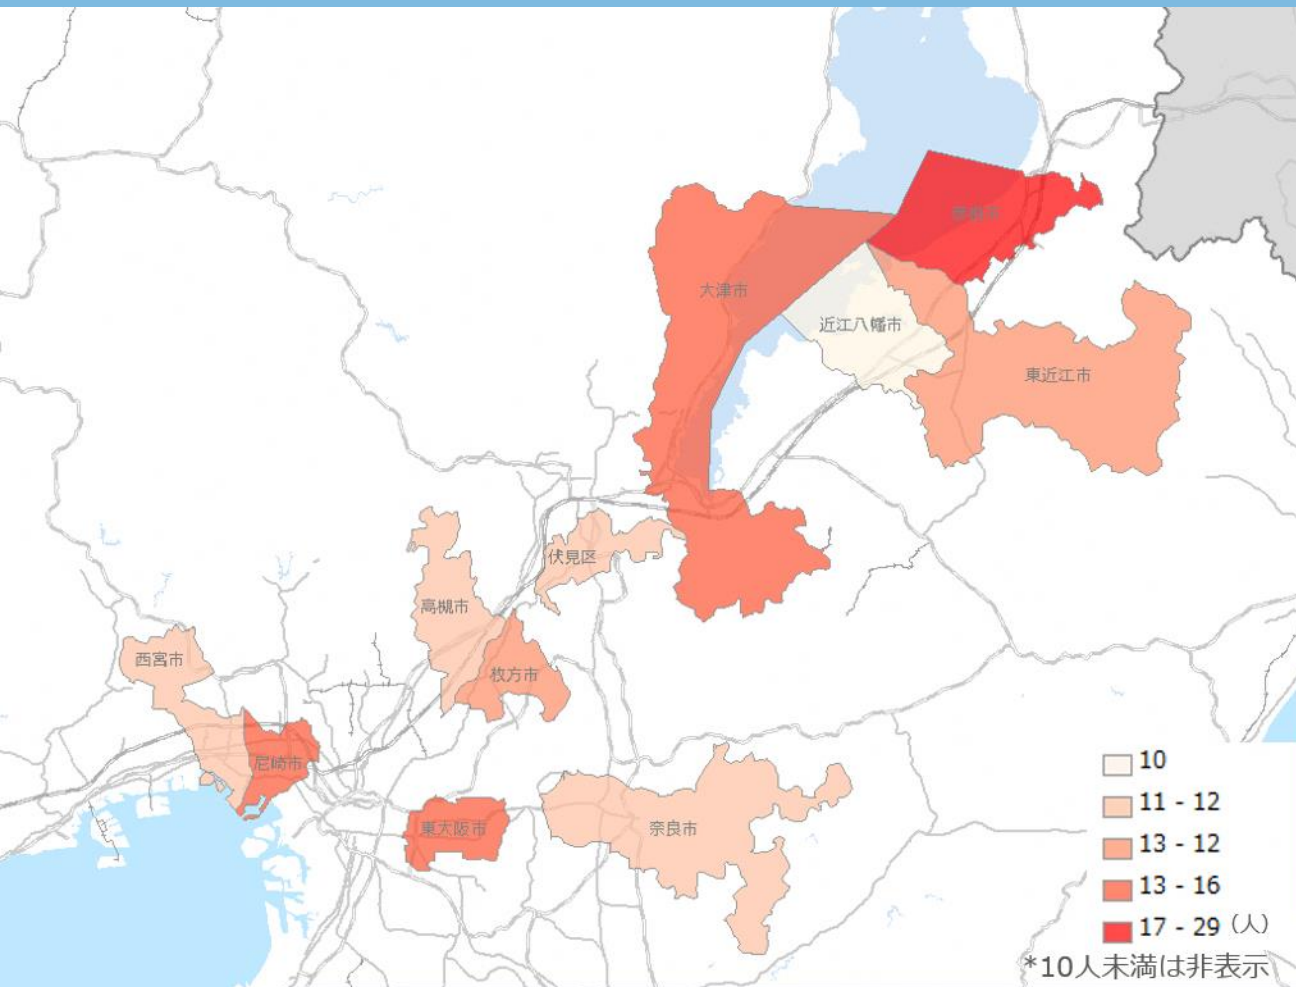 大津市
近江八幡市
東近江市
伏見区
高槻市
西宮市
枚方市
尼崎市
東大阪市
奈良市
10
11 - 12
13 - 12
13 - 16
17 - 29（人）
*10人未満は非表示